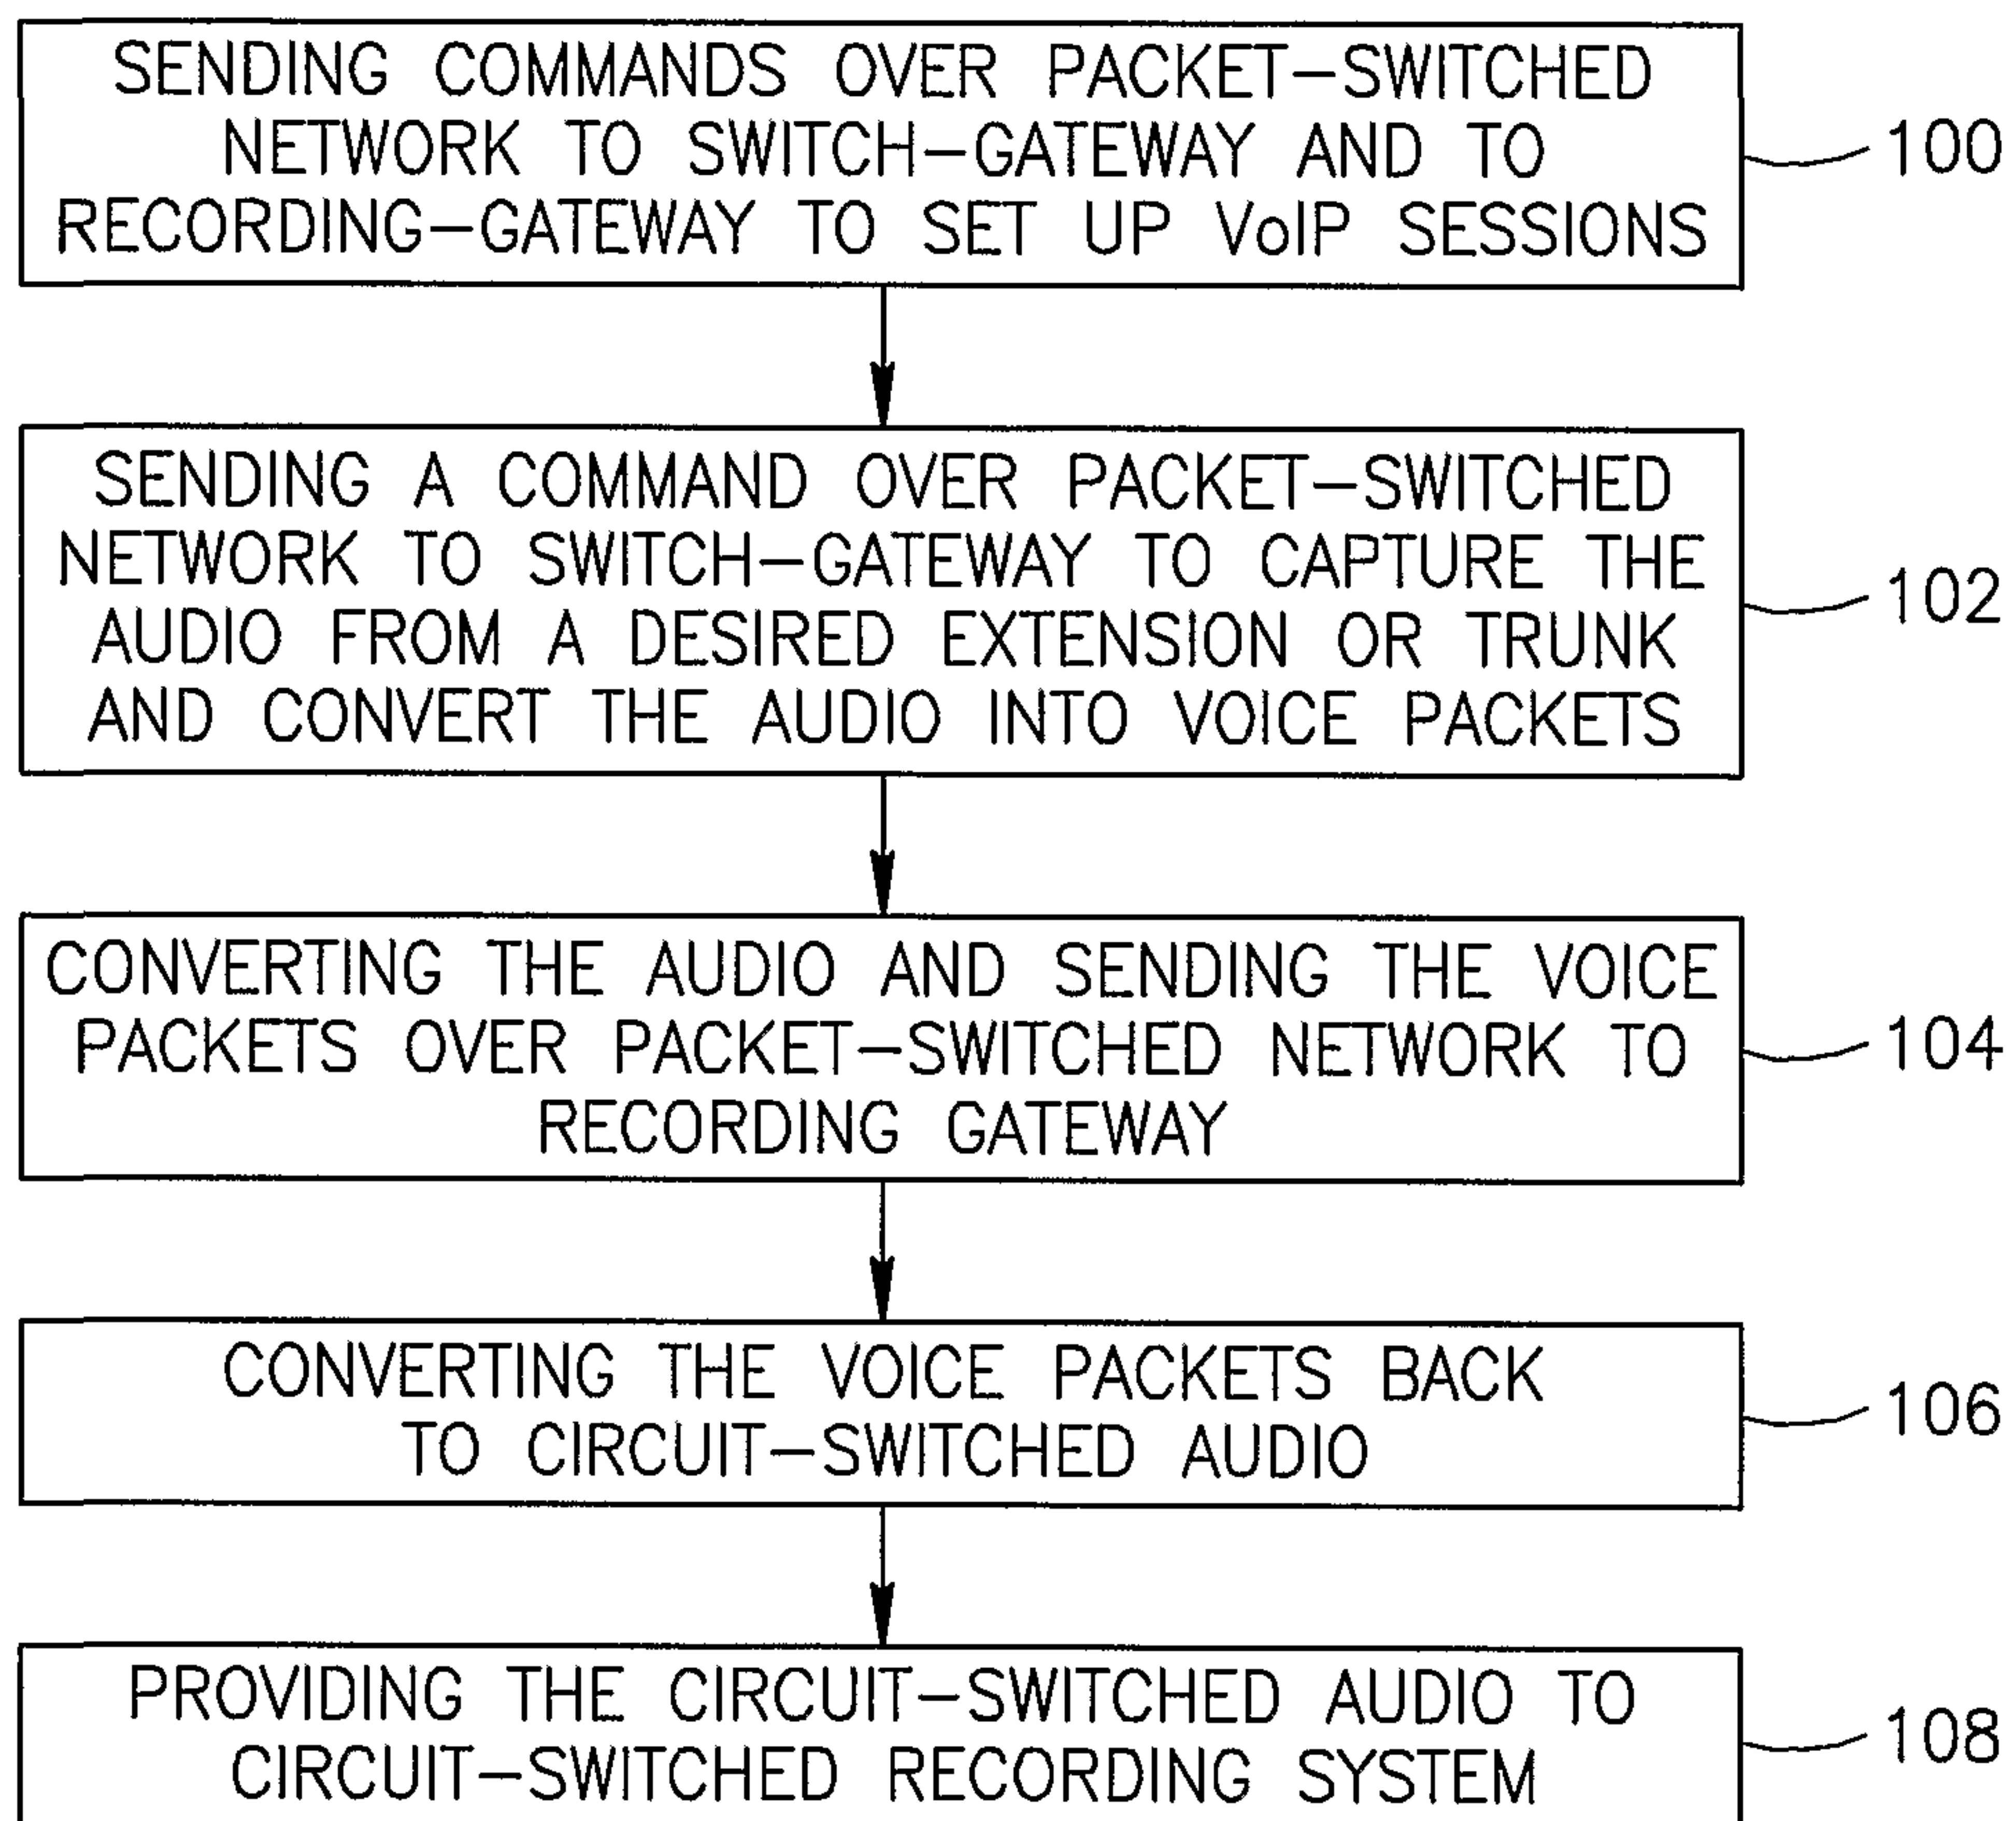 SENDING COMMANDS OVER PACKET-SWITCHED
NETWORK TO SWITCH-GATEWAY AND TO
RECORDING-GATEWAY TO SET UP VoIP SESSIONS
100
SENDING A COMMAND OVER PACKET-SWITCHED
NETWORK TO SWITCH-GATEWAY TO CAPTURE THE
AUDIO FROM A DESIRED EXTENSION OR TRUNK
AND CONVERT THE AUDIO INTO VOICE PACKETS
102
CONVERTING THE AUDIO AND SENDING THE VOICE
PACKETS OVER PACKET-SWITCHED NETWORK TO
RECORDING GATEWAY
104
CONVERTING THE VOICE PACKETS BACK
TO CIRCUIT-SWITCHED AUDIO
106
PROVIDING THE CIRCUIT-SWITCHED AUDIO TO
CIRCUIT-SWITCHED RECORDING SYSTEM
108